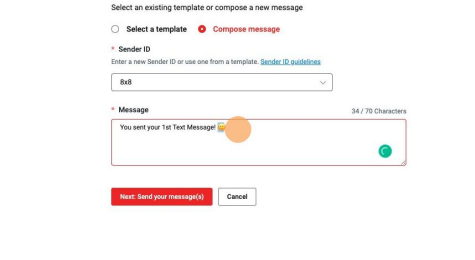 Select an existing template or compose a new message
Select a template Compose message
* Sender ID
Enter a new Sender ID or use one from a template. Sender ID guidelines
8x8
* Message 34 / 70 Characters
You sent your 1st Text Message!
Next: Send your message(s) Cancel